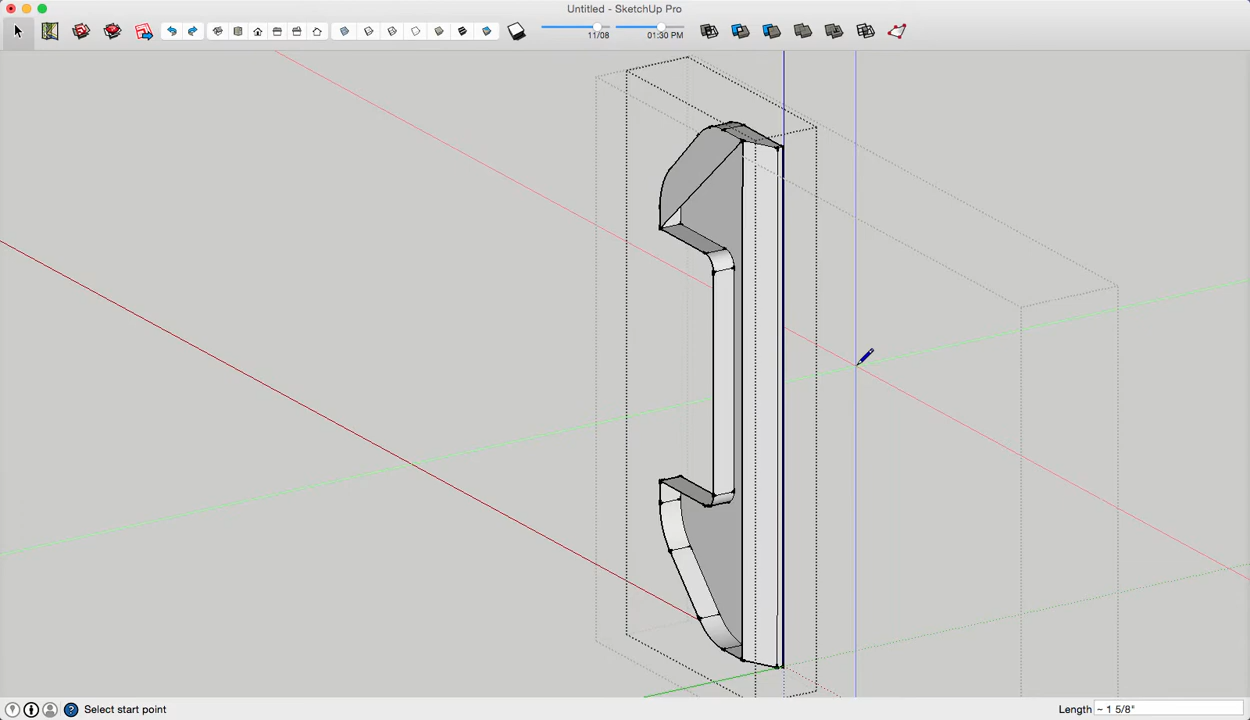 Untitled - SketchUp Pro
11/08
01:30 PM
Select start point
Length ~ 1 5/8"